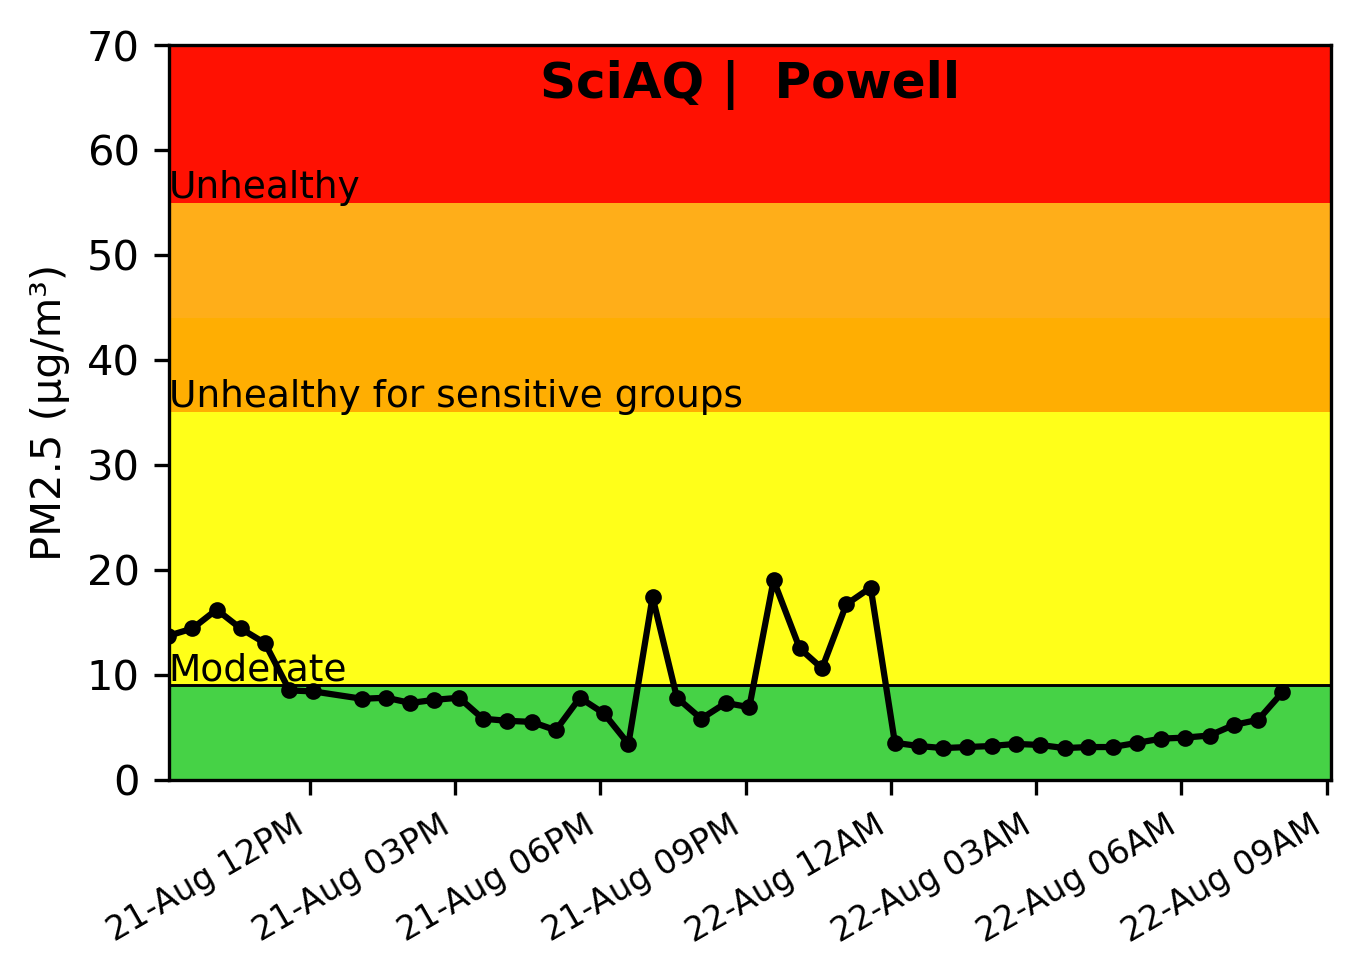 SciAQ | Powell
70
60
50
40
30
20
10
0
PM2.5 (µg/m³)
Unhealthy
Unhealthy for sensitive groups
Moderate
21-Aug 12PM
21-Aug 03PM
21-Aug 06PM
21-Aug 09PM
22-Aug 12AM
22-Aug 03AM
22-Aug 06AM
22-Aug 09AM